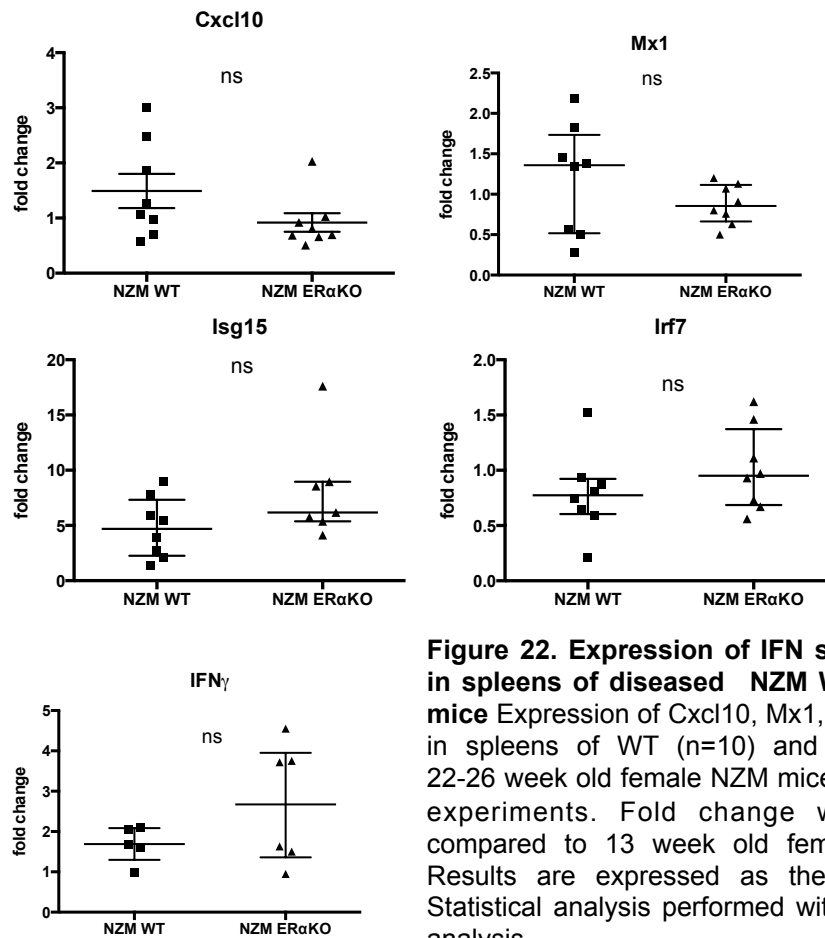 Cxcl10
4
3
2
1
0
fold change
ns
NZM WT NZM ERαKO
Mx1
2.5
2.0
1.5
1.0
0.5
0.0
fold change
ns
NZM WT NZM ERαKO
Isg15
20
15
10
5
0
fold change
ns
NZM WT NZM ERαKO
Irf7
2.0
1.5
1.0
0.5
0.0
fold change
ns
NZM WT NZM ERαKO
IFNγ
5
4
3
2
1
0
fold change
ns
NZM WT NZM ERαKO
Figure 22. Expression of IFN s
in spleens of diseased NZM
mice Expression of Cxcl10, Mx1,
in spleens of WT (n=10) and
22-26 week old female NZM mice
experiments. Fold change w
compared to 13 week old fem
Results are expressed as the
Statistical analysis performed wit
analysis